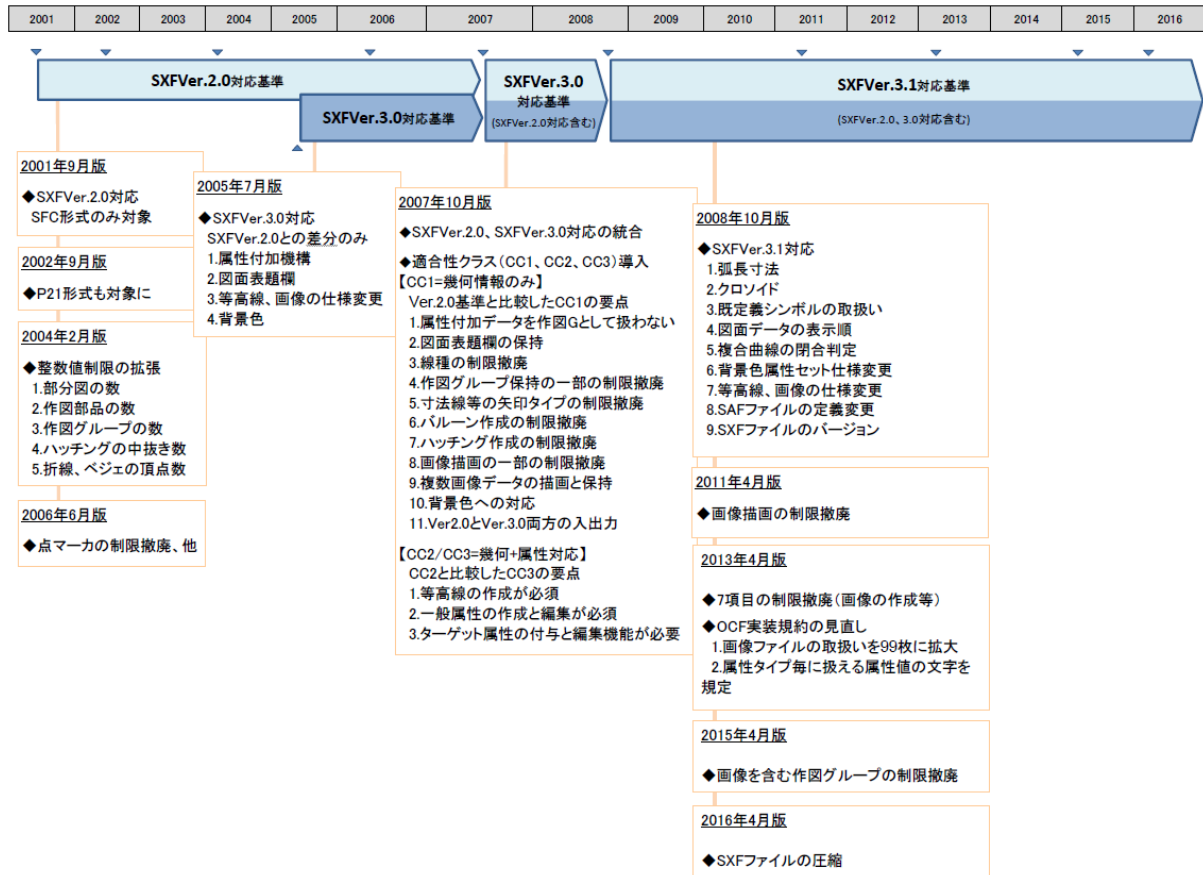 2001 2002 2003 2004 2005 2006 2007 2008 2009 2010 2011 2012 2013 2014 2015 2016
SXFVer.2.0対応基準
SXFVer.3.0対応基準
SXFVer.3.0
対応基準
(SXFVer.2.0対応含む)
SXFVer.3.1対応基準
(SXFVer.2.0、3.0対応含む)
2001年9月版
◆SXFVer.2.0対応
SFC形式のみ対象
2002年9月版
◆P21形式も対象に
2004年2月版
◆整数値制限の拡張
1.部分図の数
2.作図部品の数
3.作図グループの数
4.ハッチングの中抜き数
5.折線、ベジェの頂点数
2006年6月版
◆点マーカの制限撤廃、他
2005年7月版
◆SXFVer.3.0対応
SXFVer.2.0との差分のみ
1.属性付加機構
2.図面表題欄
3.等高線、画像の仕様変更
4.背景色
2007年10月版
◆SXFVer.2.0、SXFVer.3.0対応の統合
◆適合性クラス(CC1、CC2、CC3)導入
【CC1=幾何情報のみ】
Ver.2.0基準と比較したCC1の要点
1.属性付加データを作図Gとして扱わない
2.図面表題欄の保持
3.線種の制限撤廃
4.作図グループ保持の一部の制限撤廃
5.寸法線等の矢印タイプの制限撤廃
6.バルーン作成の制限撤廃
7.ハッチング作成の制限撤廃
8.画像描画の一部の制限撤廃
9.複数画像データの描画と保持
10.背景色への対応
11.Ver2.0とVer.3.0両方の入出力
【CC2/CC3=幾何+属性対応】
CC2と比較したCC3の要点
1.等高線の作成が必須
2.一般属性の作成と編集が必須
3.ターゲット属性の付与と編集機能が必要
2008年10月版
◆SXFVer.3.1対応
1.弧長寸法
2.クロソイド
3.既定義シンボルの取扱い
4.図面データの表示順
5.複合曲線の閉合判定
6.背景色属性セット仕様変更
7.等高線、画像の仕様変更
8.SAFファイルの定義変更
9.SXFファイルのバージョン
2011年4月版
◆画像描画の制限撤廃
2013年4月版
◆7項目の制限撤廃(画像の作成等)
◆OCF実装規約の見直し
1.画像ファイルの取扱いを99枚に拡大
2.属性タイプ毎に扱える属性値の文字を
規定
2015年4月版
◆画像を含む作図グループの制限撤廃
2016年4月版
◆SXFファイルの圧縮